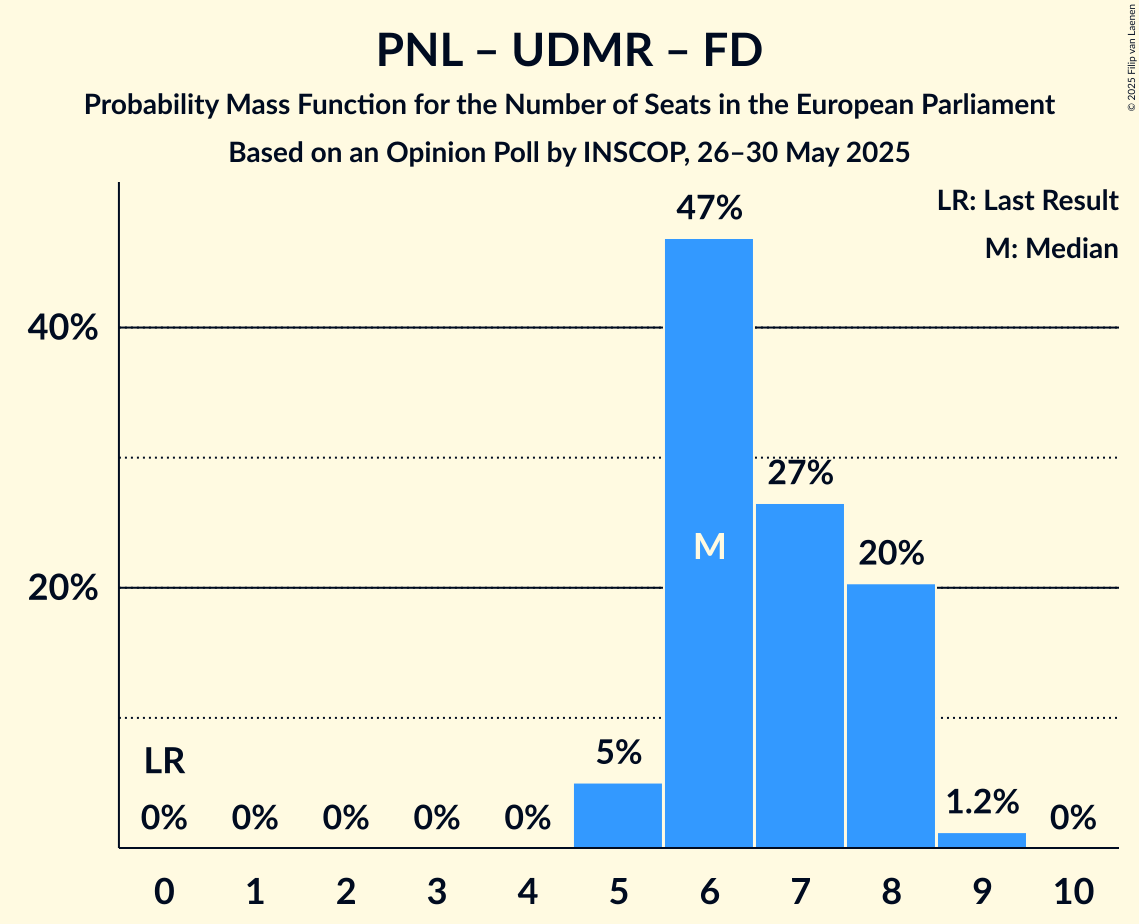 PNL – UDMR – FD
Probability Mass Function for the Number of Seats in the European Parliament
Based on an Opinion Poll by INSCOP, 26–30 May 2025
© 2025 Filip van Laenen
LR: Last Result
M: Median
47%
40%
27%
M
20%
20%
LR
5%
1.2%
0%
0%
0%
0%
0%
0%
0 1 2 3 4 5 6 7 8 9 10